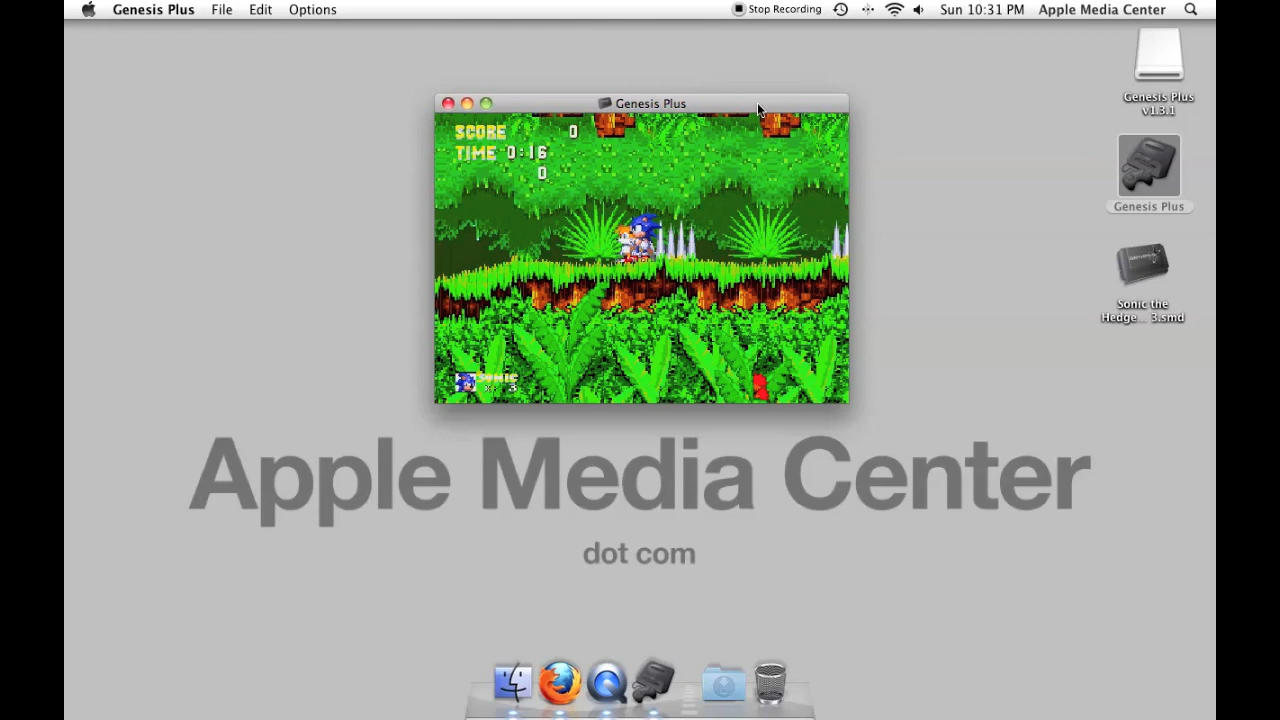 Genesis Plus File Edit Options Stop Recording Sun 10:31 PM Apple Media Center
Genesis Plus
v1.3.1
Genesis Plus
Sonic the
Hedge... 3.smd
Genesis Plus
SCORE 0
TIME 0:16
0
SONIC
x 3
Apple Media Center
dot com